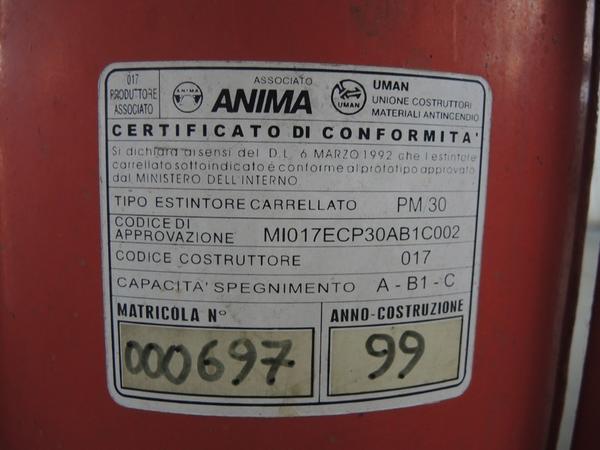 017
PRODUTTORE
ASSOCIATO
ANIMA
ASSOCIATO
ANIMA
UMAN
UMAN
UNIONE COSTRUTTORI
MATERIALI ANTINCENDIO
CERTIFICATO DI CONFORMITA'
Si dichiara ai sensi del D.L. 6 MARZO 1992 che l'estintore
carrellato sottoindicato è conforme al prototipo approvato
dal MINISTERO DELL'INTERNO
TIPO ESTINTORE CARRELLATO PM 30
CODICE DI
APPROVAZIONE MI017ECP30AB1C002
CODICE COSTRUTTORE 017
CAPACITA' SPEGNIMENTO A - B1 - C
MATRICOLA N° ANNO-COSTRUZIONE
000697 99